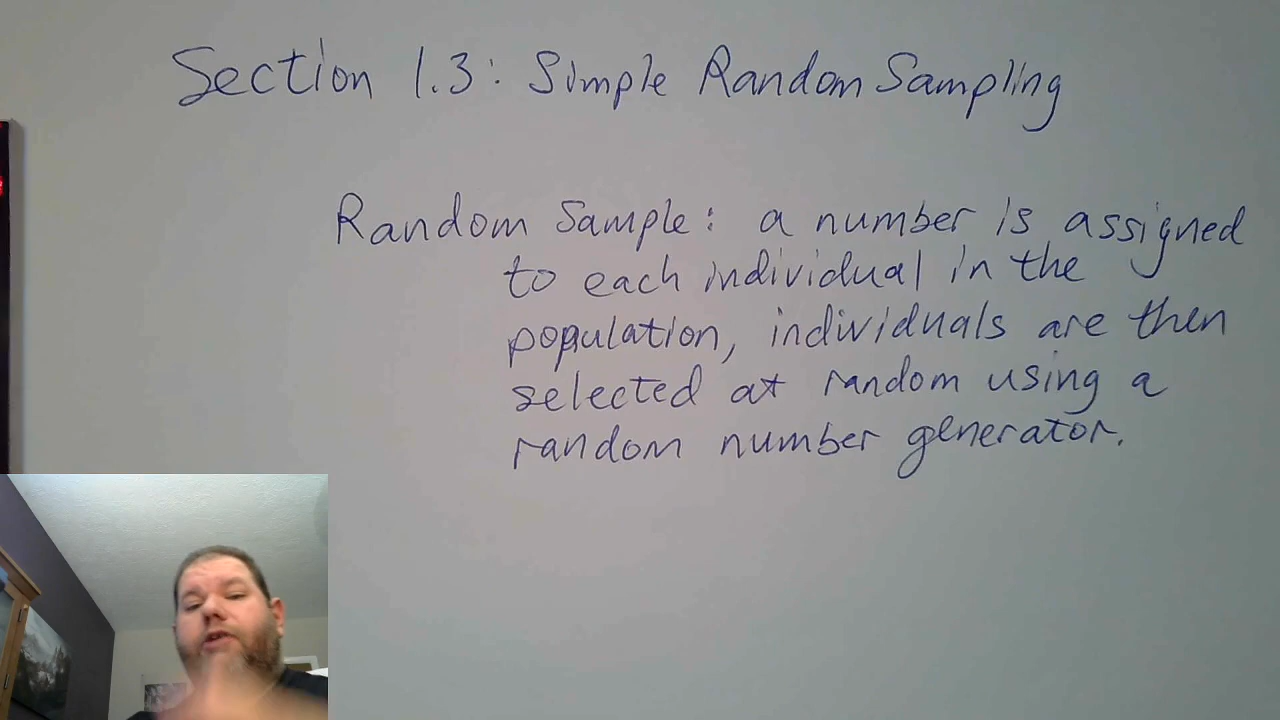 Section 1.3: Simple Random Sampling
Random Sample: a number is assigned
to each individual in the
population, individuals are then
selected at random using a
random number generator.